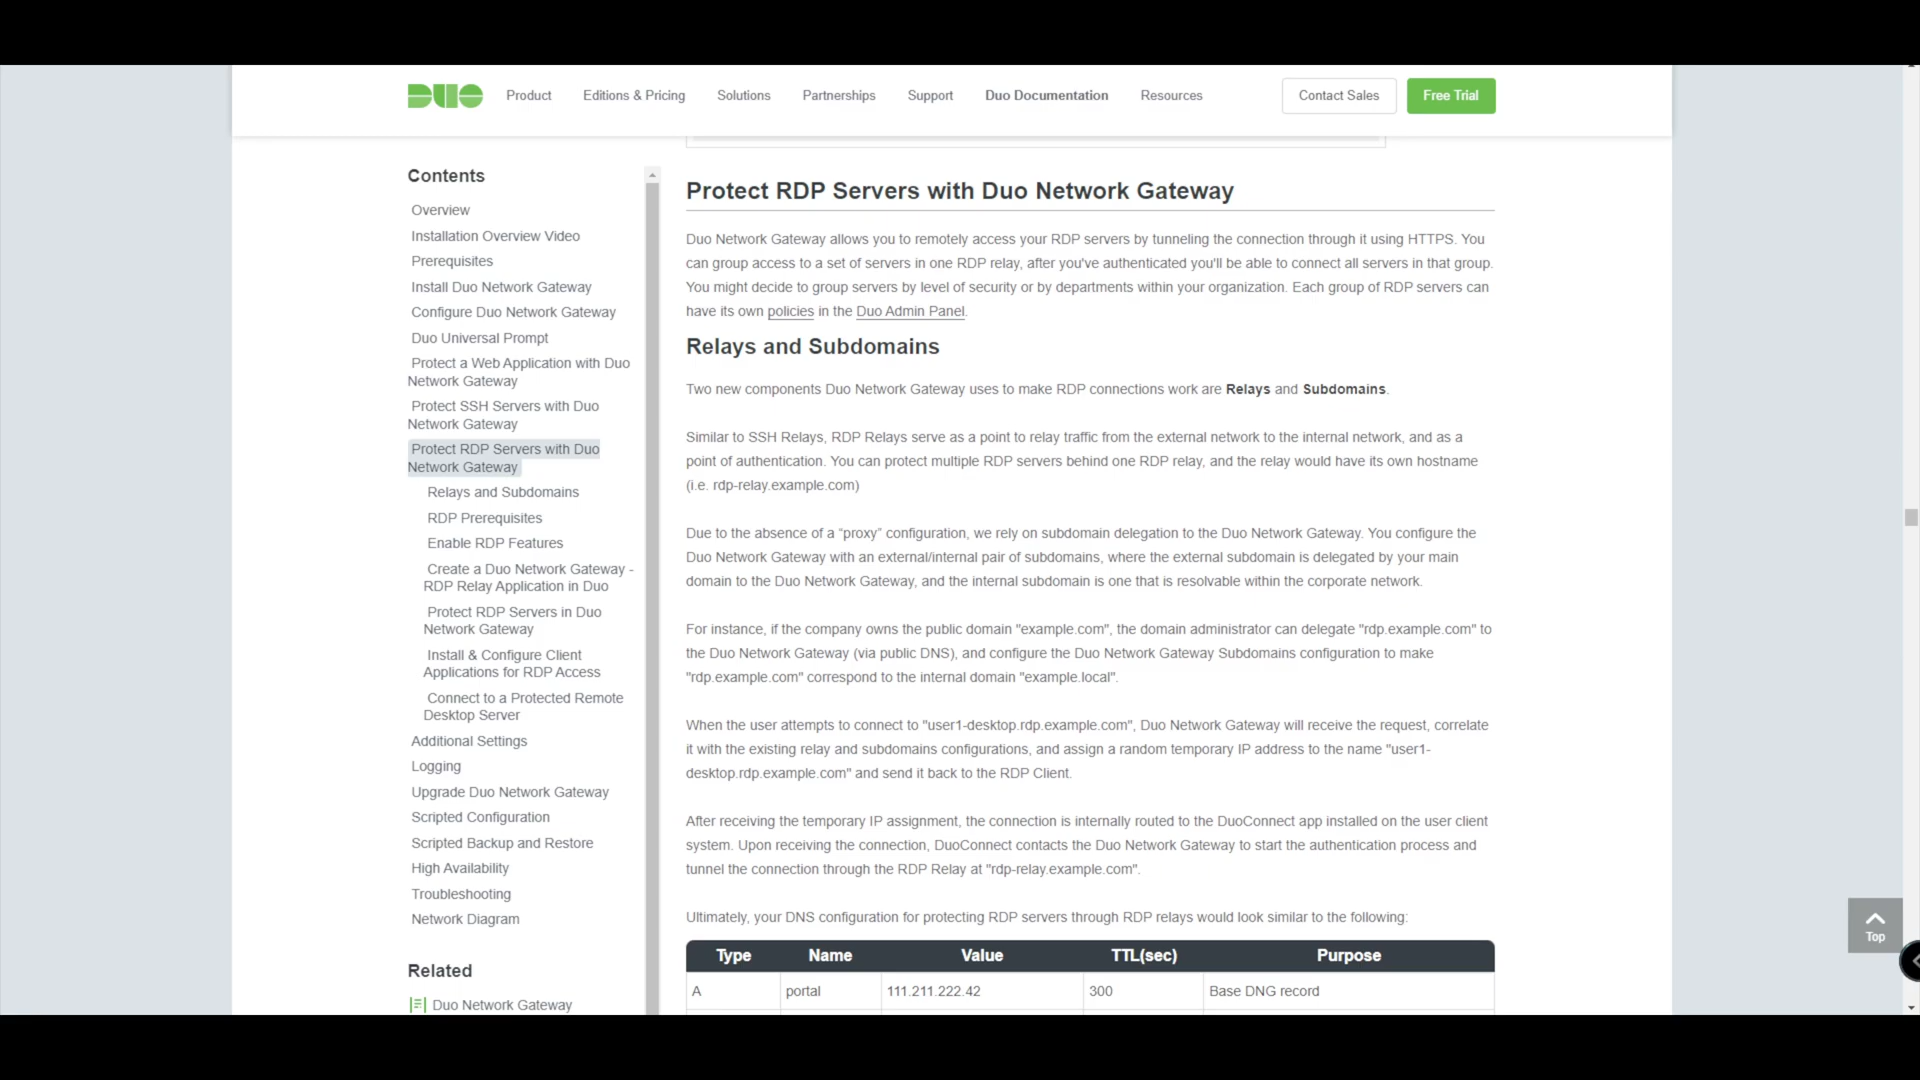 DUO
Product
Editions & Pricing
Solutions
Partnerships
Support
Duo Documentation
Resources
Contact Sales
Free Trial
Contents
Overview
Installation Overview Video
Prerequisites
Install Duo Network Gateway
Configure Duo Network Gateway
Duo Universal Prompt
Protect a Web Application with Duo
Network Gateway
Protect SSH Servers with Duo
Network Gateway
Protect RDP Servers with Duo
Network Gateway
Relays and Subdomains
RDP Prerequisites
Enable RDP Features
Create a Duo Network Gateway -
RDP Relay Application in Duo
Protect RDP Servers in Duo
Network Gateway
Install & Configure Client
Applications for RDP Access
Connect to a Protected Remote
Desktop Server
Additional Settings
Logging
Upgrade Duo Network Gateway
Scripted Configuration
Scripted Backup and Restore
High Availability
Troubleshooting
Network Diagram
Related
Duo Network Gateway
Protect RDP Servers with Duo Network Gateway
Duo Network Gateway allows you to remotely access your RDP servers by tunneling the connection through it using HTTPS. You
can group access to a set of servers in one RDP relay, after you've authenticated you'll be able to connect all servers in that group.
You might decide to group servers by level of security or by departments within your organization. Each group of RDP servers can
have its own policies in the Duo Admin Panel.
Relays and Subdomains
Two new components Duo Network Gateway uses to make RDP connections work are Relays and Subdomains.
Similar to SSH Relays, RDP Relays serve as a point to relay traffic from the external network to the internal network, and as a
point of authentication. You can protect multiple RDP servers behind one RDP relay, and the relay would have its own hostname
(i.e. rdp-relay.example.com)
Due to the absence of a “proxy” configuration, we rely on subdomain delegation to the Duo Network Gateway. You configure the
Duo Network Gateway with an external/internal pair of subdomains, where the external subdomain is delegated by your main
domain to the Duo Network Gateway, and the internal subdomain is one that is resolvable within the corporate network.
For instance, if the company owns the public domain "example.com", the domain administrator can delegate "rdp.example.com" to
the Duo Network Gateway (via public DNS), and configure the Duo Network Gateway Subdomains configuration to make
"rdp.example.com" correspond to the internal domain "example.local".
When the user attempts to connect to "user1-desktop.rdp.example.com", Duo Network Gateway will receive the request, correlate
it with the existing relay and subdomains configurations, and assign a random temporary IP address to the name "user1-
desktop.rdp.example.com" and send it back to the RDP Client.
After receiving the temporary IP assignment, the connection is internally routed to the DuoConnect app installed on the user client
system. Upon receiving the connection, DuoConnect contacts the Duo Network Gateway to start the authentication process and
tunnel the connection through the RDP Relay at "rdp-relay.example.com".
Ultimately, your DNS configuration for protecting RDP servers through RDP relays would look similar to the following:
Type Name Value TTL(sec) Purpose
A portal 111.211.222.42 300 Base DNG record
Top